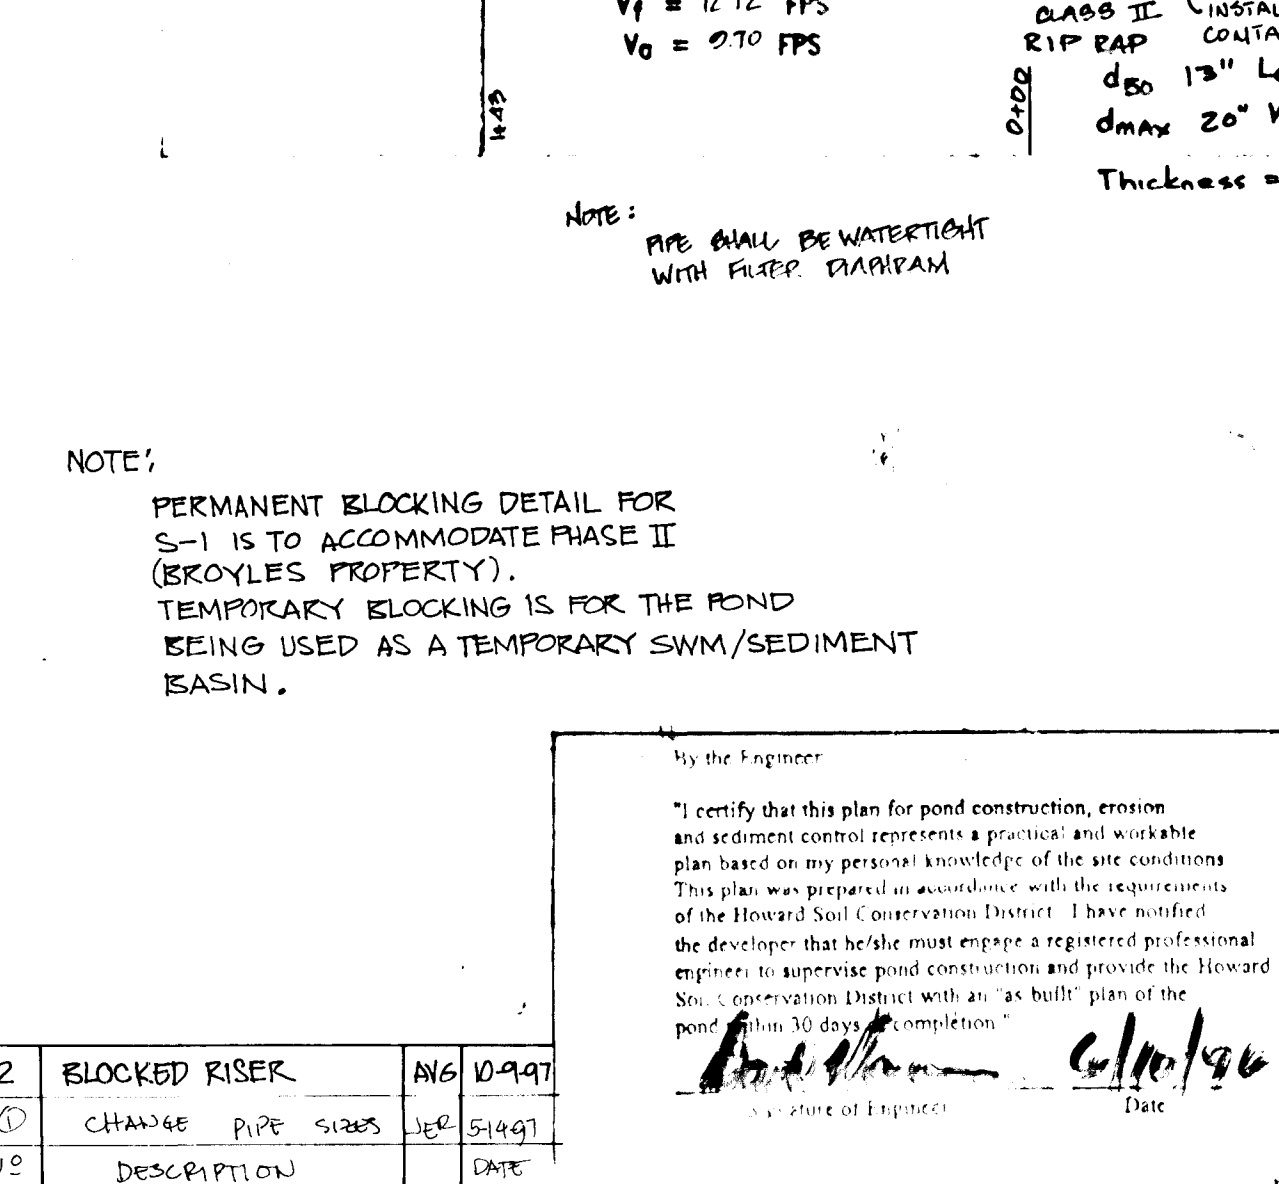 Vf = 12.12 FPS
Vo = 9.70 FPS
CLASS II
RIP RAP
d50 13"
dMAX 20"
Thickness =
1+43
0+00
NOTE:
PIPE SHALL BE WATERTIGHT
WITH FILTER DIAPHRAM
NOTE:
PERMANENT BLOCKING DETAIL FOR
S-1 IS TO ACCOMMODATE PHASE II
(BROYLES PROPERTY).
TEMPORARY BLOCKING IS FOR THE POND
BEING USED AS A TEMPORARY SWM/SEDIMENT
BASIN.
By the Engineer
"I certify that this plan for pond construction, erosion
and sediment control represents a practical and workable
plan based on my personal knowledge of the site conditions
This plan was prepared in accordance with the requirements
of the Howard Soil Conservation District I have notified
the developer that he/she must engage a registered professional
engineer to supervise pond construction and provide the Howard
Soil Conservation District with an "as built" plan of the
pond within 30 days of completion "
Signature of Engineer
Date
2 BLOCKED RISER AVG 10-9-97
1 CHANGE PIPE SIZES JER 5-14-97
DESCRIPTION DATE